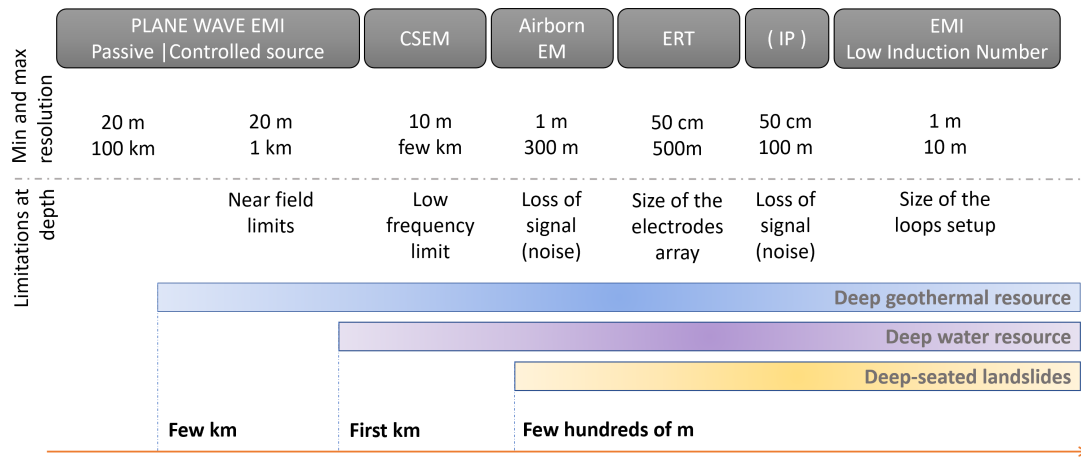 PLANE WAVE EMI
Passive |Controlled source
CSEM
Airborn
EM
ERT
( IP )
EMI
Low Induction Number
Min and max
resolution
20 m
100 km
20 m
1 km
10 m
few km
1 m
300 m
50 cm
500m
50 cm
100 m
1 m
10 m
Limitations at
depth
Near field
limits
Low
frequency
limit
Loss of
signal
(noise)
Size of the
electrodes
array
Loss of
signal
(noise)
Size of the
loops setup
Deep geothermal resource
Deep water resource
Deep-seated landslides
Few km
First km
Few hundreds of m